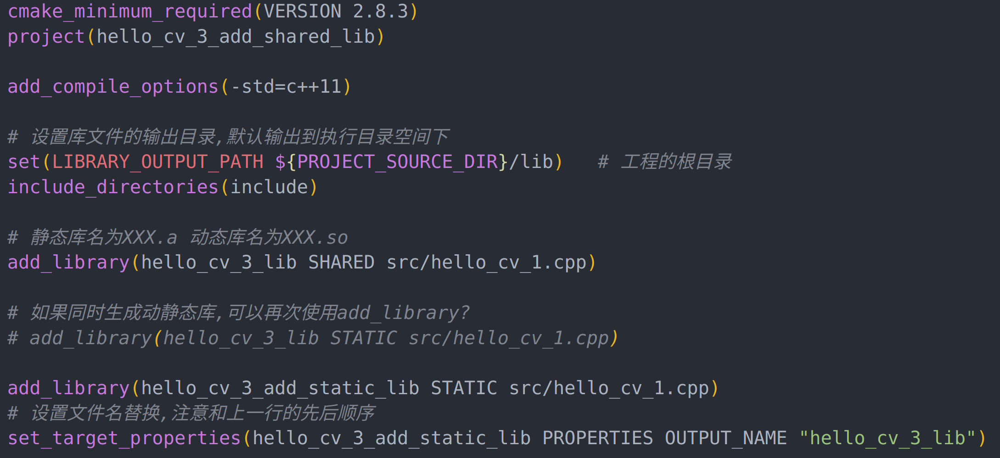 cmake_minimum_required(VERSION 2.8.3)
project(hello_cv_3_add_shared_lib)
add_compile_options(-std=c++11)
# 设置库文件的输出目录,默认输出到执行目录空间下
set(LIBRARY_OUTPUT_PATH ${PROJECT_SOURCE_DIR}/lib)   # 工程的根目录
include_directories(include)
# 静态库名为XXX.a 动态库名为XXX.so
add_library(hello_cv_3_lib SHARED src/hello_cv_1.cpp)
# 如果同时生成动静态库,可以再次使用add_library?
# add_library(hello_cv_3_lib STATIC src/hello_cv_1.cpp)
add_library(hello_cv_3_add_static_lib STATIC src/hello_cv_1.cpp)
# 设置文件名替换,注意和上一行的先后顺序
set_target_properties(hello_cv_3_add_static_lib PROPERTIES OUTPUT_NAME "hello_cv_3_lib")